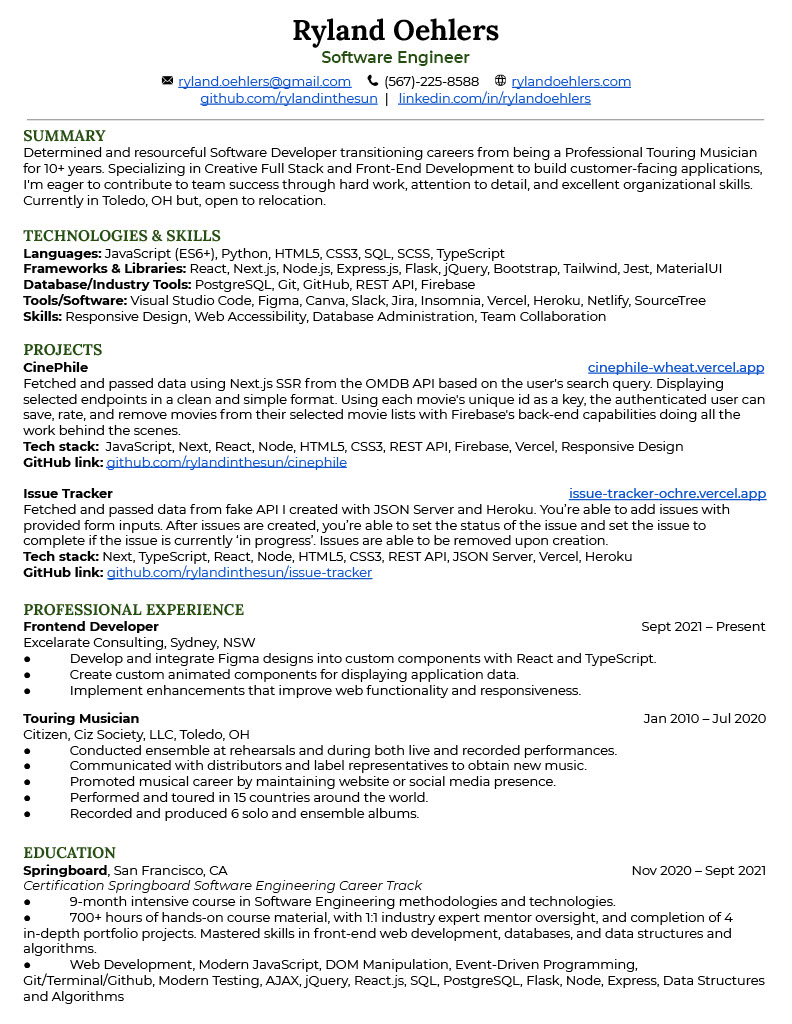 Ryland Oehlers
Software Engineer
ryland.oehlers@gmail.com (567)-225-8588 rylandoehlers.com
github.com/rylandinthesun | linkedin.com/in/rylandoehlers
SUMMARY
Determined and resourceful Software Developer transitioning careers from being a Professional Touring Musician
for 10+ years. Specializing in Creative Full Stack and Front-End Development to build customer-facing applications,
I'm eager to contribute to team success through hard work, attention to detail, and excellent organizational skills.
Currently in Toledo, OH but, open to relocation.
TECHNOLOGIES & SKILLS
Languages: JavaScript (ES6+), Python, HTML5, CSS3, SQL, SCSS, TypeScript
Frameworks & Libraries: React, Next.js, Node.js, Express.js, Flask, jQuery, Bootstrap, Tailwind, Jest, MaterialUI
Database/Industry Tools: PostgreSQL, Git, GitHub, REST API, Firebase
Tools/Software: Visual Studio Code, Figma, Canva, Slack, Jira, Insomnia, Vercel, Heroku, Netlify, SourceTree
Skills: Responsive Design, Web Accessibility, Database Administration, Team Collaboration
PROJECTS
CinePhile cinephile-wheat.vercel.app
Fetched and passed data using Next.js SSR from the OMDB API based on the user's search query. Displaying
selected endpoints in a clean and simple format. Using each movie's unique id as a key, the authenticated user can
save, rate, and remove movies from their selected movie lists with Firebase's back-end capabilities doing all the
work behind the scenes.
Tech stack: JavaScript, Next, React, Node, HTML5, CSS3, REST API, Firebase, Vercel, Responsive Design
GitHub link: github.com/rylandinthesun/cinephile
Issue Tracker issue-tracker-ochre.vercel.app
Fetched and passed data from fake API I created with JSON Server and Heroku. You’re able to add issues with
provided form inputs. After issues are created, you’re able to set the status of the issue and set the issue to
complete if the issue is currently ‘in progress’. Issues are able to be removed upon creation.
Tech stack: Next, TypeScript, React, Node, HTML5, CSS3, REST API, JSON Server, Vercel, Heroku
GitHub link: github.com/rylandinthesun/issue-tracker
PROFESSIONAL EXPERIENCE
Frontend Developer Sept 2021 – Present
Excelarate Consulting, Sydney, NSW
● Develop and integrate Figma designs into custom components with React and TypeScript.
● Create custom animated components for displaying application data.
● Implement enhancements that improve web functionality and responsiveness.
Touring Musician Jan 2010 – Jul 2020
Citizen, Ciz Society, LLC, Toledo, OH
● Conducted ensemble at rehearsals and during both live and recorded performances.
● Communicated with distributors and label representatives to obtain new music.
● Promoted musical career by maintaining website or social media presence.
● Performed and toured in 15 countries around the world.
● Recorded and produced 6 solo and ensemble albums.
EDUCATION
Springboard, San Francisco, CA Nov 2020 – Sept 2021
Certification Springboard Software Engineering Career Track
● 9-month intensive course in Software Engineering methodologies and technologies.
● 700+ hours of hands-on course material, with 1:1 industry expert mentor oversight, and completion of 4
in-depth portfolio projects. Mastered skills in front-end web development, databases, and data structures and
algorithms.
● Web Development, Modern JavaScript, DOM Manipulation, Event-Driven Programming,
Git/Terminal/Github, Modern Testing, AJAX, jQuery, React.js, SQL, PostgreSQL, Flask, Node, Express, Data Structures
and Algorithms